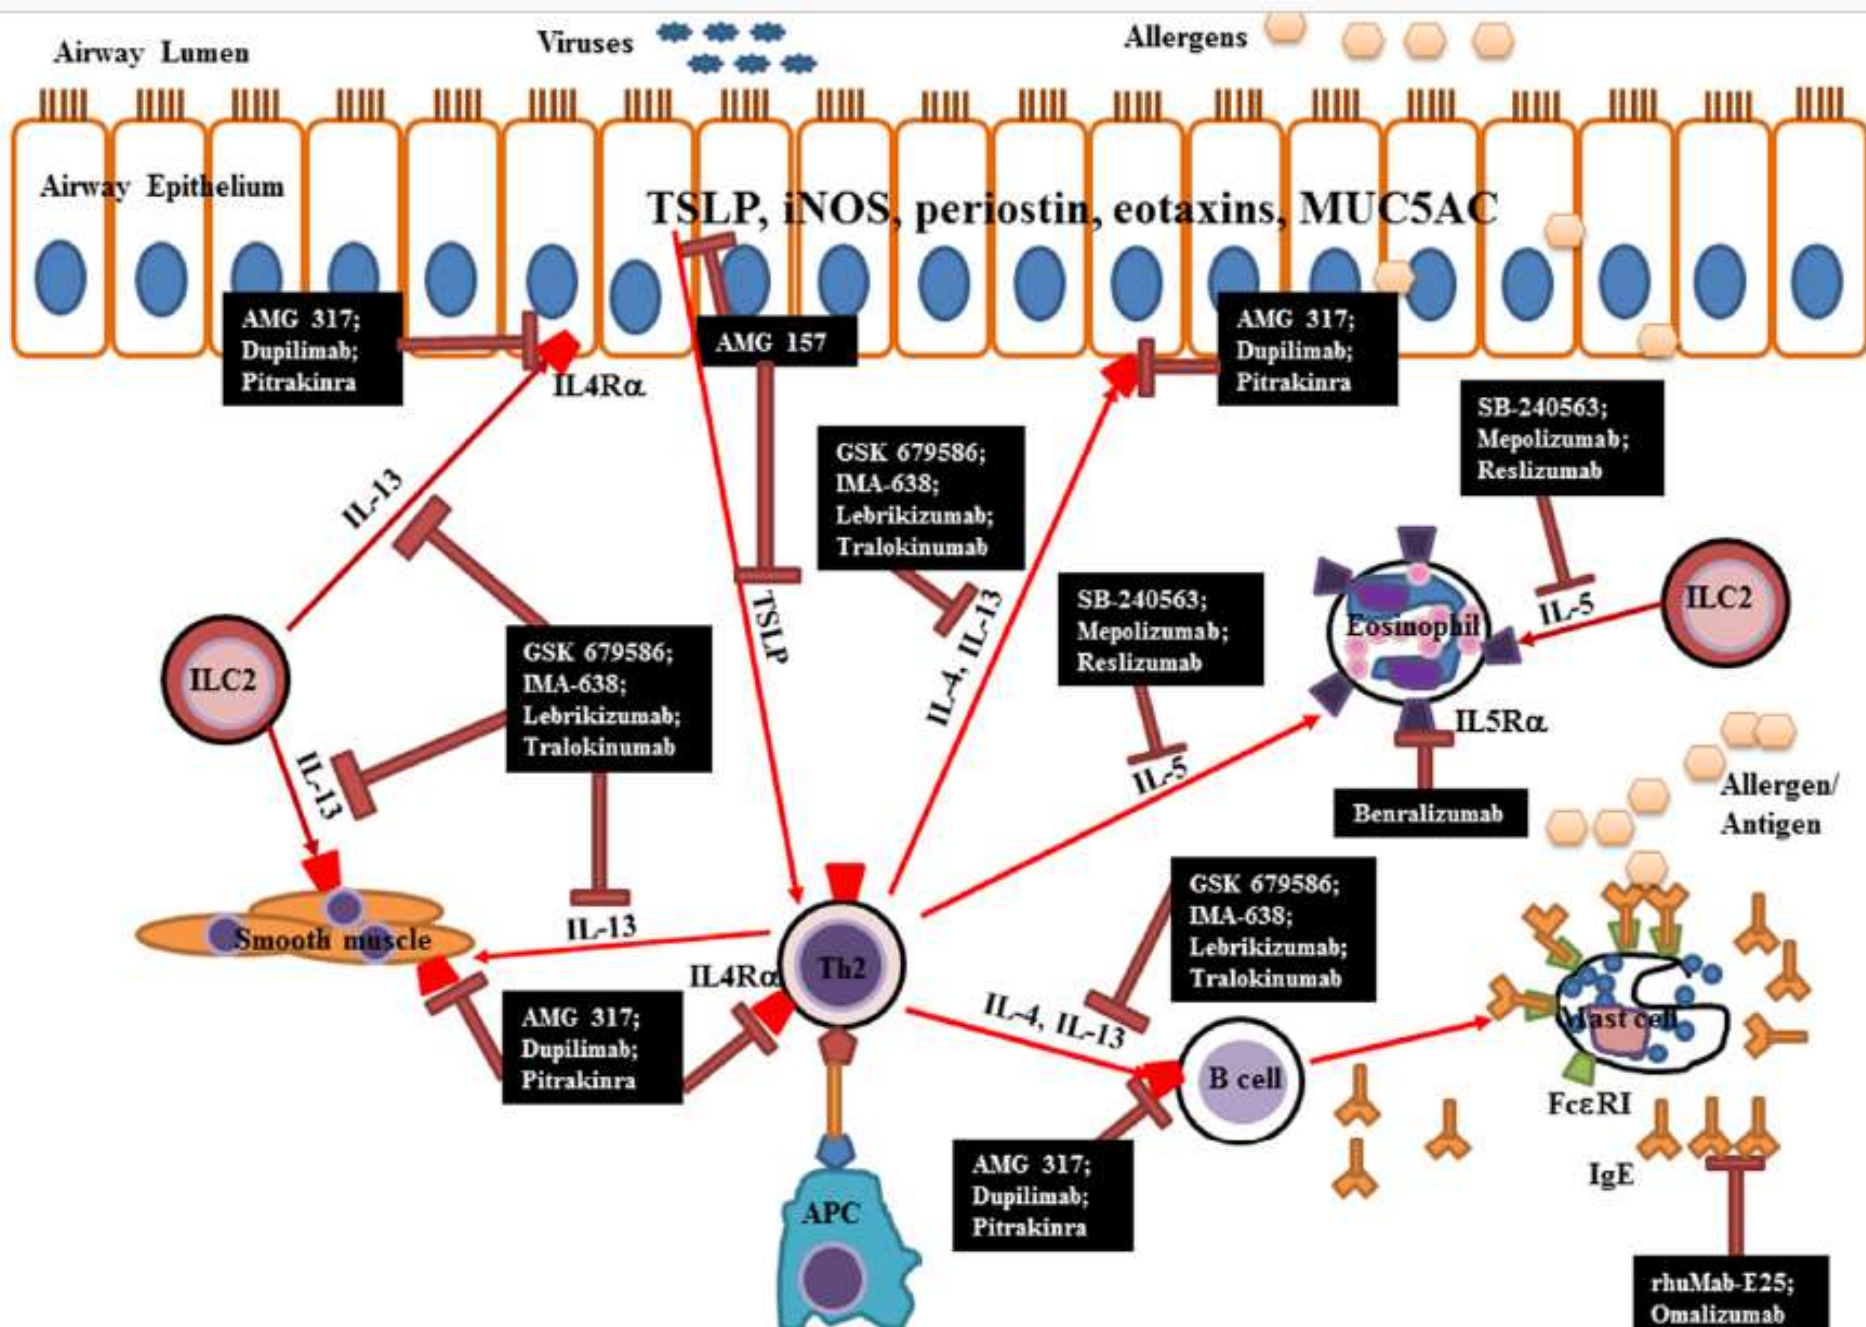 Airway Lumen
Viruses
Allergens
Airway Epithelium
TSLP, iNOS, periostin, eotaxins, MUC5AC
AMG 317;
Dupilimab;
Pitrakinra
IL4Rα
AMG 157
AMG 317;
Dupilimab;
Pitrakinra
SB-240563;
Mepolizumab;
Reslizumab
GSK 679586;
IMA-638;
Lebrikizumab;
Tralokinumab
IL-13
TSLP
IL-4, IL-13
SB-240563;
Mepolizumab;
Reslizumab
Eosinophil
IL-5
ILC2
ILC2
GSK 679586;
IMA-638;
Lebrikizumab;
Tralokinumab
IL5Rα
IL-5
IL-13
Benralizumab
Allergen/
Antigen
GSK 679586;
IMA-638;
Lebrikizumab;
Tralokinumab
IL-13
Smooth muscle
IL4Rα
Th2
IL-4, IL-13
Mast cell
AMG 317;
Dupilimab;
Pitrakinra
B cell
FcεRI
AMG 317;
Dupilimab;
Pitrakinra
IgE
APC
rhuMab-E25;
Omalizumab